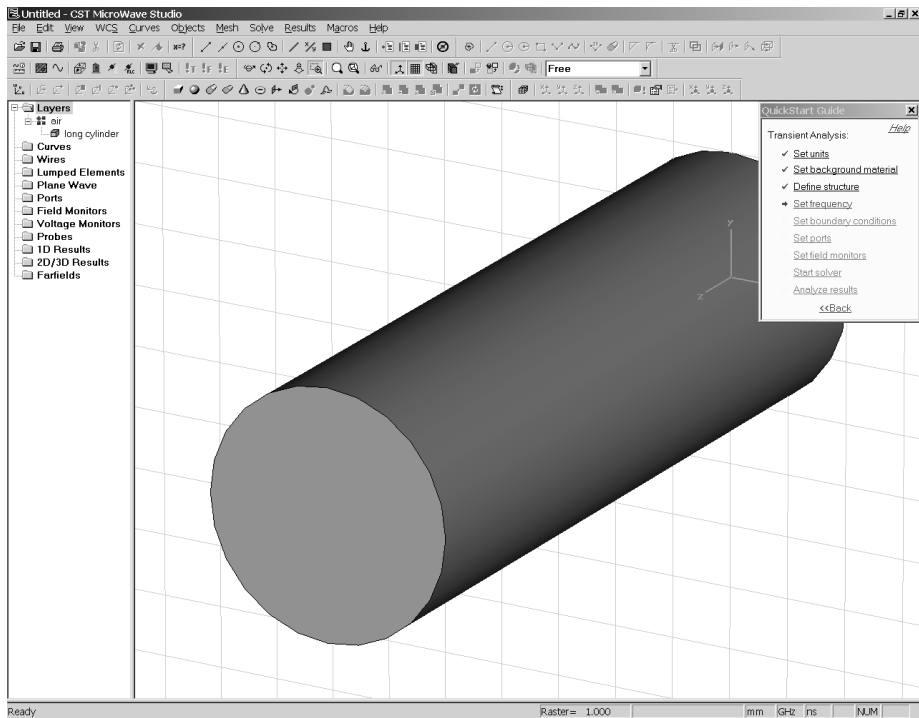 Untitled - CST MicroWave Studio
File Edit View WCS Curves Objects Mesh Solve Results Macros Help
Free
Layers
air
long cylinder
Curves
Wires
Lumped Elements
Plane Wave
Ports
Field Monitors
Voltage Monitors
Probes
1D Results
2D/3D Results
Farfields
Y
Z
QuickStart Guide
Help
Transient Analysis:
Set units
Set background material
Define structure
Set frequency
Set boundary conditions
Set ports
Set field monitors
Start solver
Analyze results
<<Back
Ready
Raster= 1.000
mm GHz ns NUM